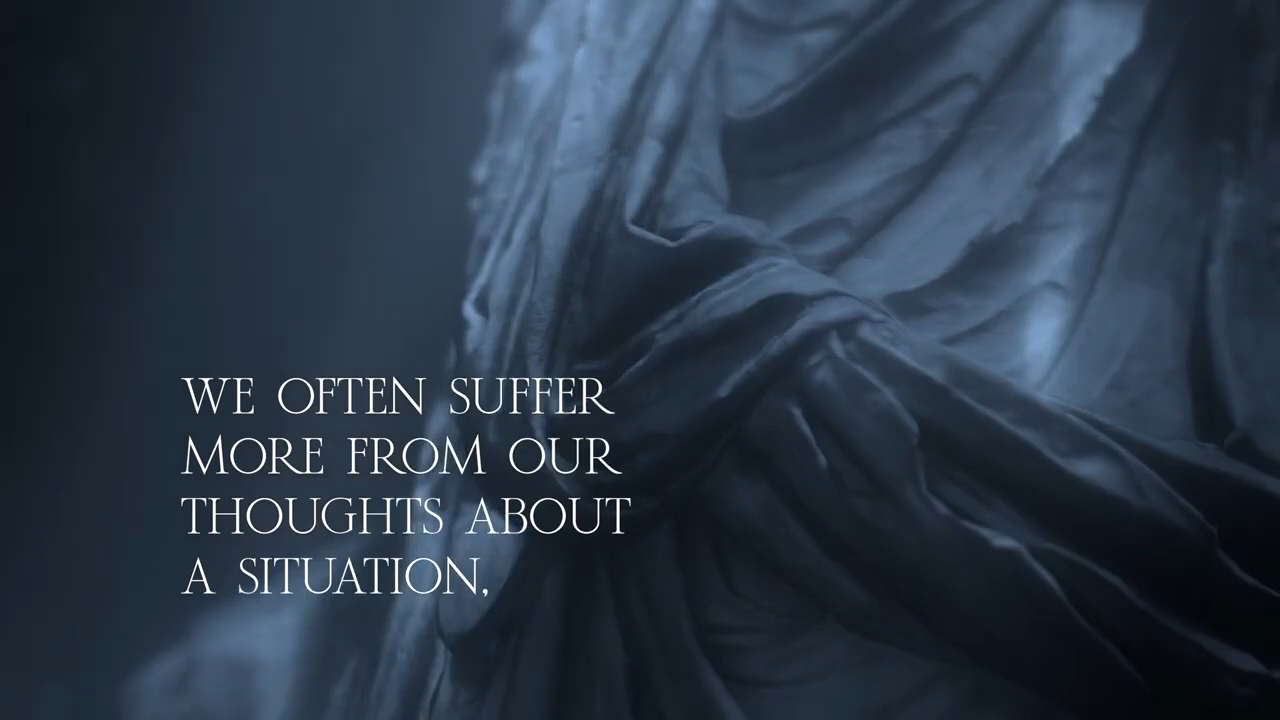 WE OFTEN SUFFER
MORE FROM OUR
THOUGHTS ABOUT
A SITUATION,